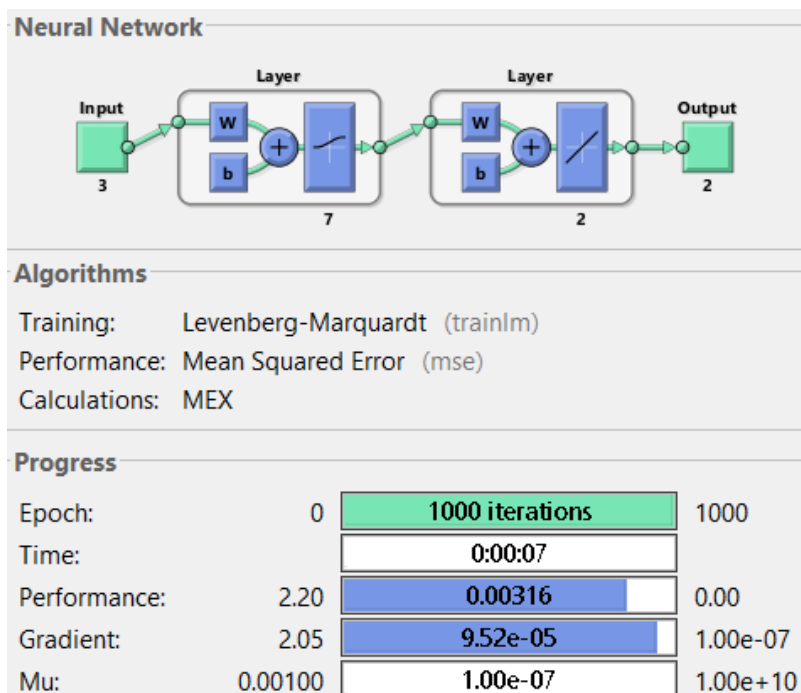 Neural Network
Layer Layer
Input Output
W W
+ +
b b
3 2
7 2
Algorithms
Training: Levenberg-Marquardt (trainlm)
Performance: Mean Squared Error (mse)
Calculations: MEX
Progress
Epoch: 0 1000 iterations 1000
Time: 0:00:07
Performance: 2.20 0.00316 0.00
Gradient: 2.05 9.52e-05 1.00e-07
Mu: 0.00100 1.00e-07 1.00e+10